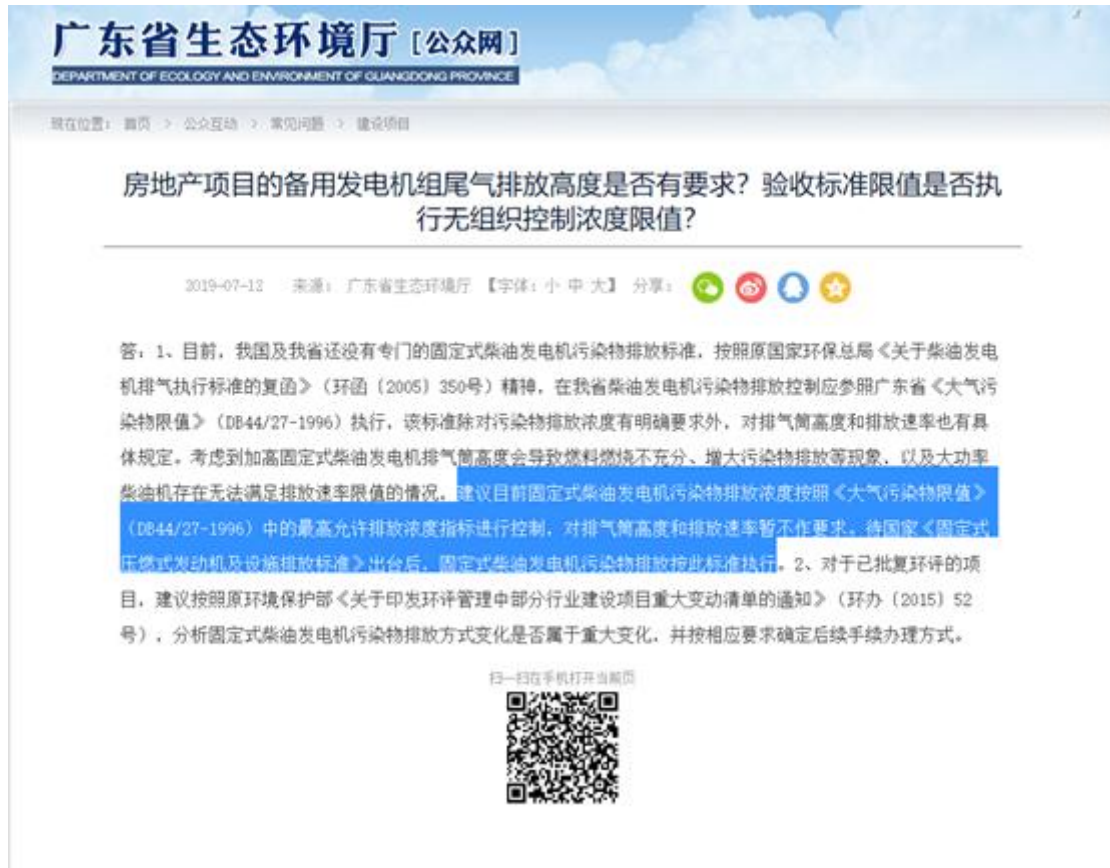 广东省生态环境厅 [公众网]
DEPARTMENT OF ECOLOGY AND ENVIRONMENT OF GUANGDONG PROVINCE
现在位置: 首页 > 公众互动 > 常见问题 > 建设项目
房地产项目的备用发电机组尾气排放高度是否有要求? 验收标准限值是否执
行无组织控制浓度限值?
2019-07-12 来源: 广东省生态环境厅 【字体: 小 中 大】 分享:
答: 1、目前, 我国及我省还没有专门的固定式柴油发电机污染物排放标准, 按照原国家环保总局《关于柴油发电
机排气执行标准的复函》(环函〔2005〕350号) 精神, 在我省柴油发电机污染物排放控制应参照广东省《大气污
染物限值》(DB44/27-1996) 执行, 该标准除对污染物排放浓度有明确要求外, 对排气筒高度和排放速率也有具
体规定。考虑到加高固定式柴油发电机排气筒高度会导致燃料燃烧不充分、增大污染物排放等现象, 以及大功率
柴油机存在无法满足排放速率限值的情况, 建议目前固定式柴油发电机污染物排放浓度按照《大气污染物限值》
(DB44/27-1996) 中的最高允许排放浓度指标进行控制, 对排气筒高度和排放速率暂不作要求。待国家《固定式
压燃式发动机及设施排放标准》出台后, 固定式柴油发电机污染物排放按此标准执行。2、对于已批复环评的项
目, 建议按照原环境保护部《关于印发环评管理中部分行业建设项目重大变动清单的通知》(环办〔2015〕52
号), 分析固定式柴油发电机污染物排放方式变化是否属于重大变化, 并按相应要求确定后续手续办理方式。
扫一扫在手机打开当前页